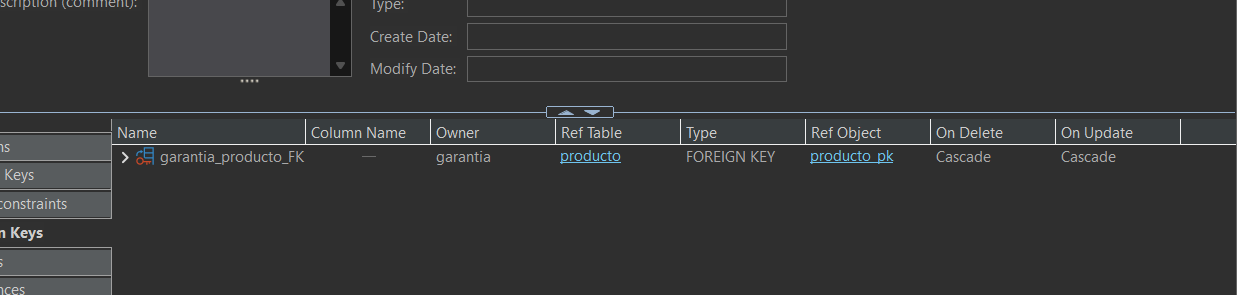 scription (comment):
Type:
Create Date:
Modify Date:
Name Column Name Owner Ref Table Type Ref Object On Delete On Update
garantia_producto_FK — garantia producto FOREIGN KEY producto_pk Cascade Cascade
ns
Keys
constraints
n Keys
s
nces